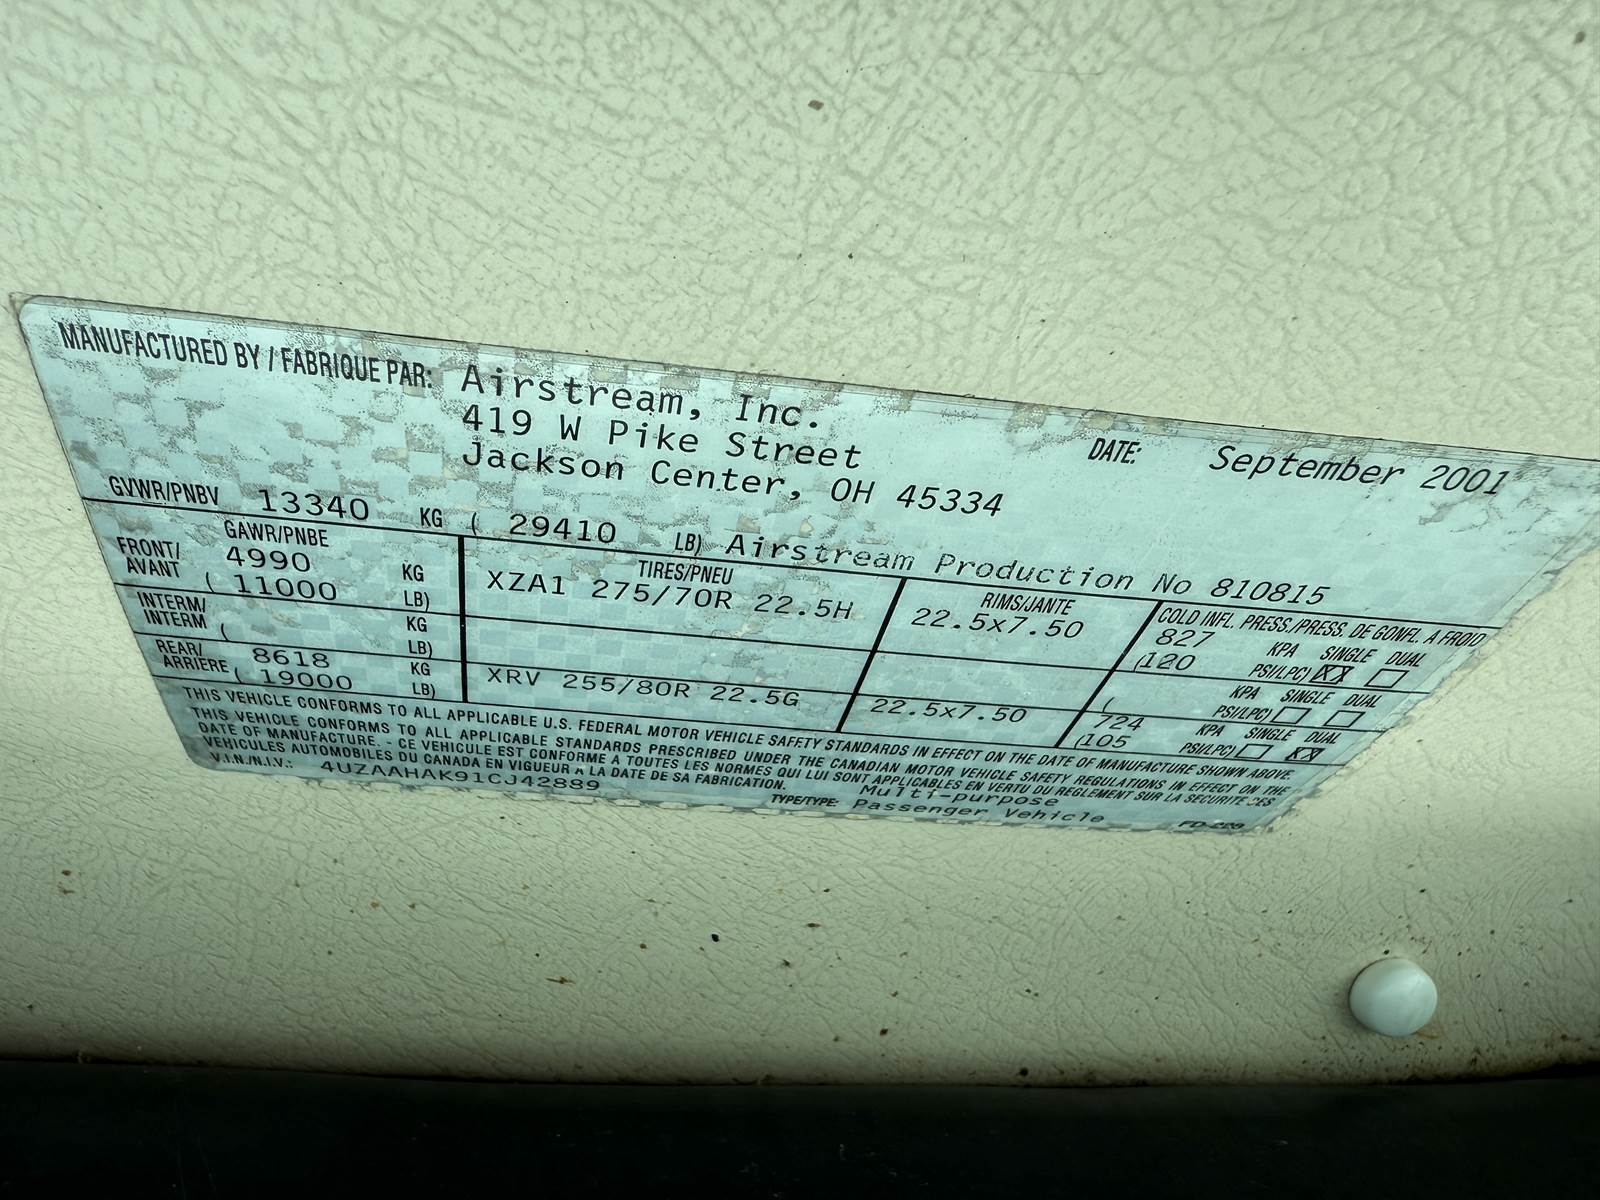 MANUFACTURED BY / FABRIQUE PAR: Airstream, Inc.
419 W Pike Street
Jackson Center, OH 45334
DATE: September 2001
GVWR/PNBV 13340 KG ( 29410 LB) Airstream Production No 810815
GAWR/PNBE TIRES/PNEU RIMS/JANTE COLD INFL. PRESS./PRESS. DE GONFL. A FROID
FRONT/ 4990 KG XZA1 275/70R 22.5H 22.5x7.50 827 KPA SINGLE DUAL
AVANT ( 11000 LB) (120 PSI/LPC) XX
INTERM/ KG KPA SINGLE DUAL
INTERM ( LB) ( PSI/LPC)
REAR/ 8618 KG XRV 255/80R 22.5G 22.5x7.50 724 KPA SINGLE DUAL
ARRIERE ( 19000 LB) (105 PSI/LPC) XX
THIS VEHICLE CONFORMS TO ALL APPLICABLE U.S. FEDERAL MOTOR VEHICLE SAFETY STANDARDS IN EFFECT ON THE DATE OF MANUFACTURE SHOWN ABOVE.
THIS VEHICLE CONFORMS TO ALL APPLICABLE STANDARDS PRESCRIBED UNDER THE CANADIAN MOTOR VEHICLE SAFETY REGULATIONS IN EFFECT ON THE
DATE OF MANUFACTURE. - CE VEHICULE EST CONFORME A TOUTES LES NORMES QUI LUI SONT APPLICABLES EN VERTU DU REGLEMENT SUR LA SECURITE DES
VEHICULES AUTOMOBILES DU CANADA EN VIGUEUR A LA DATE DE SA FABRICATION.
V.I.N./N.I.V.: 4UZAAHAK91CJ42889
TYPE/TYPE: Multi-purpose
Passenger Vehicle